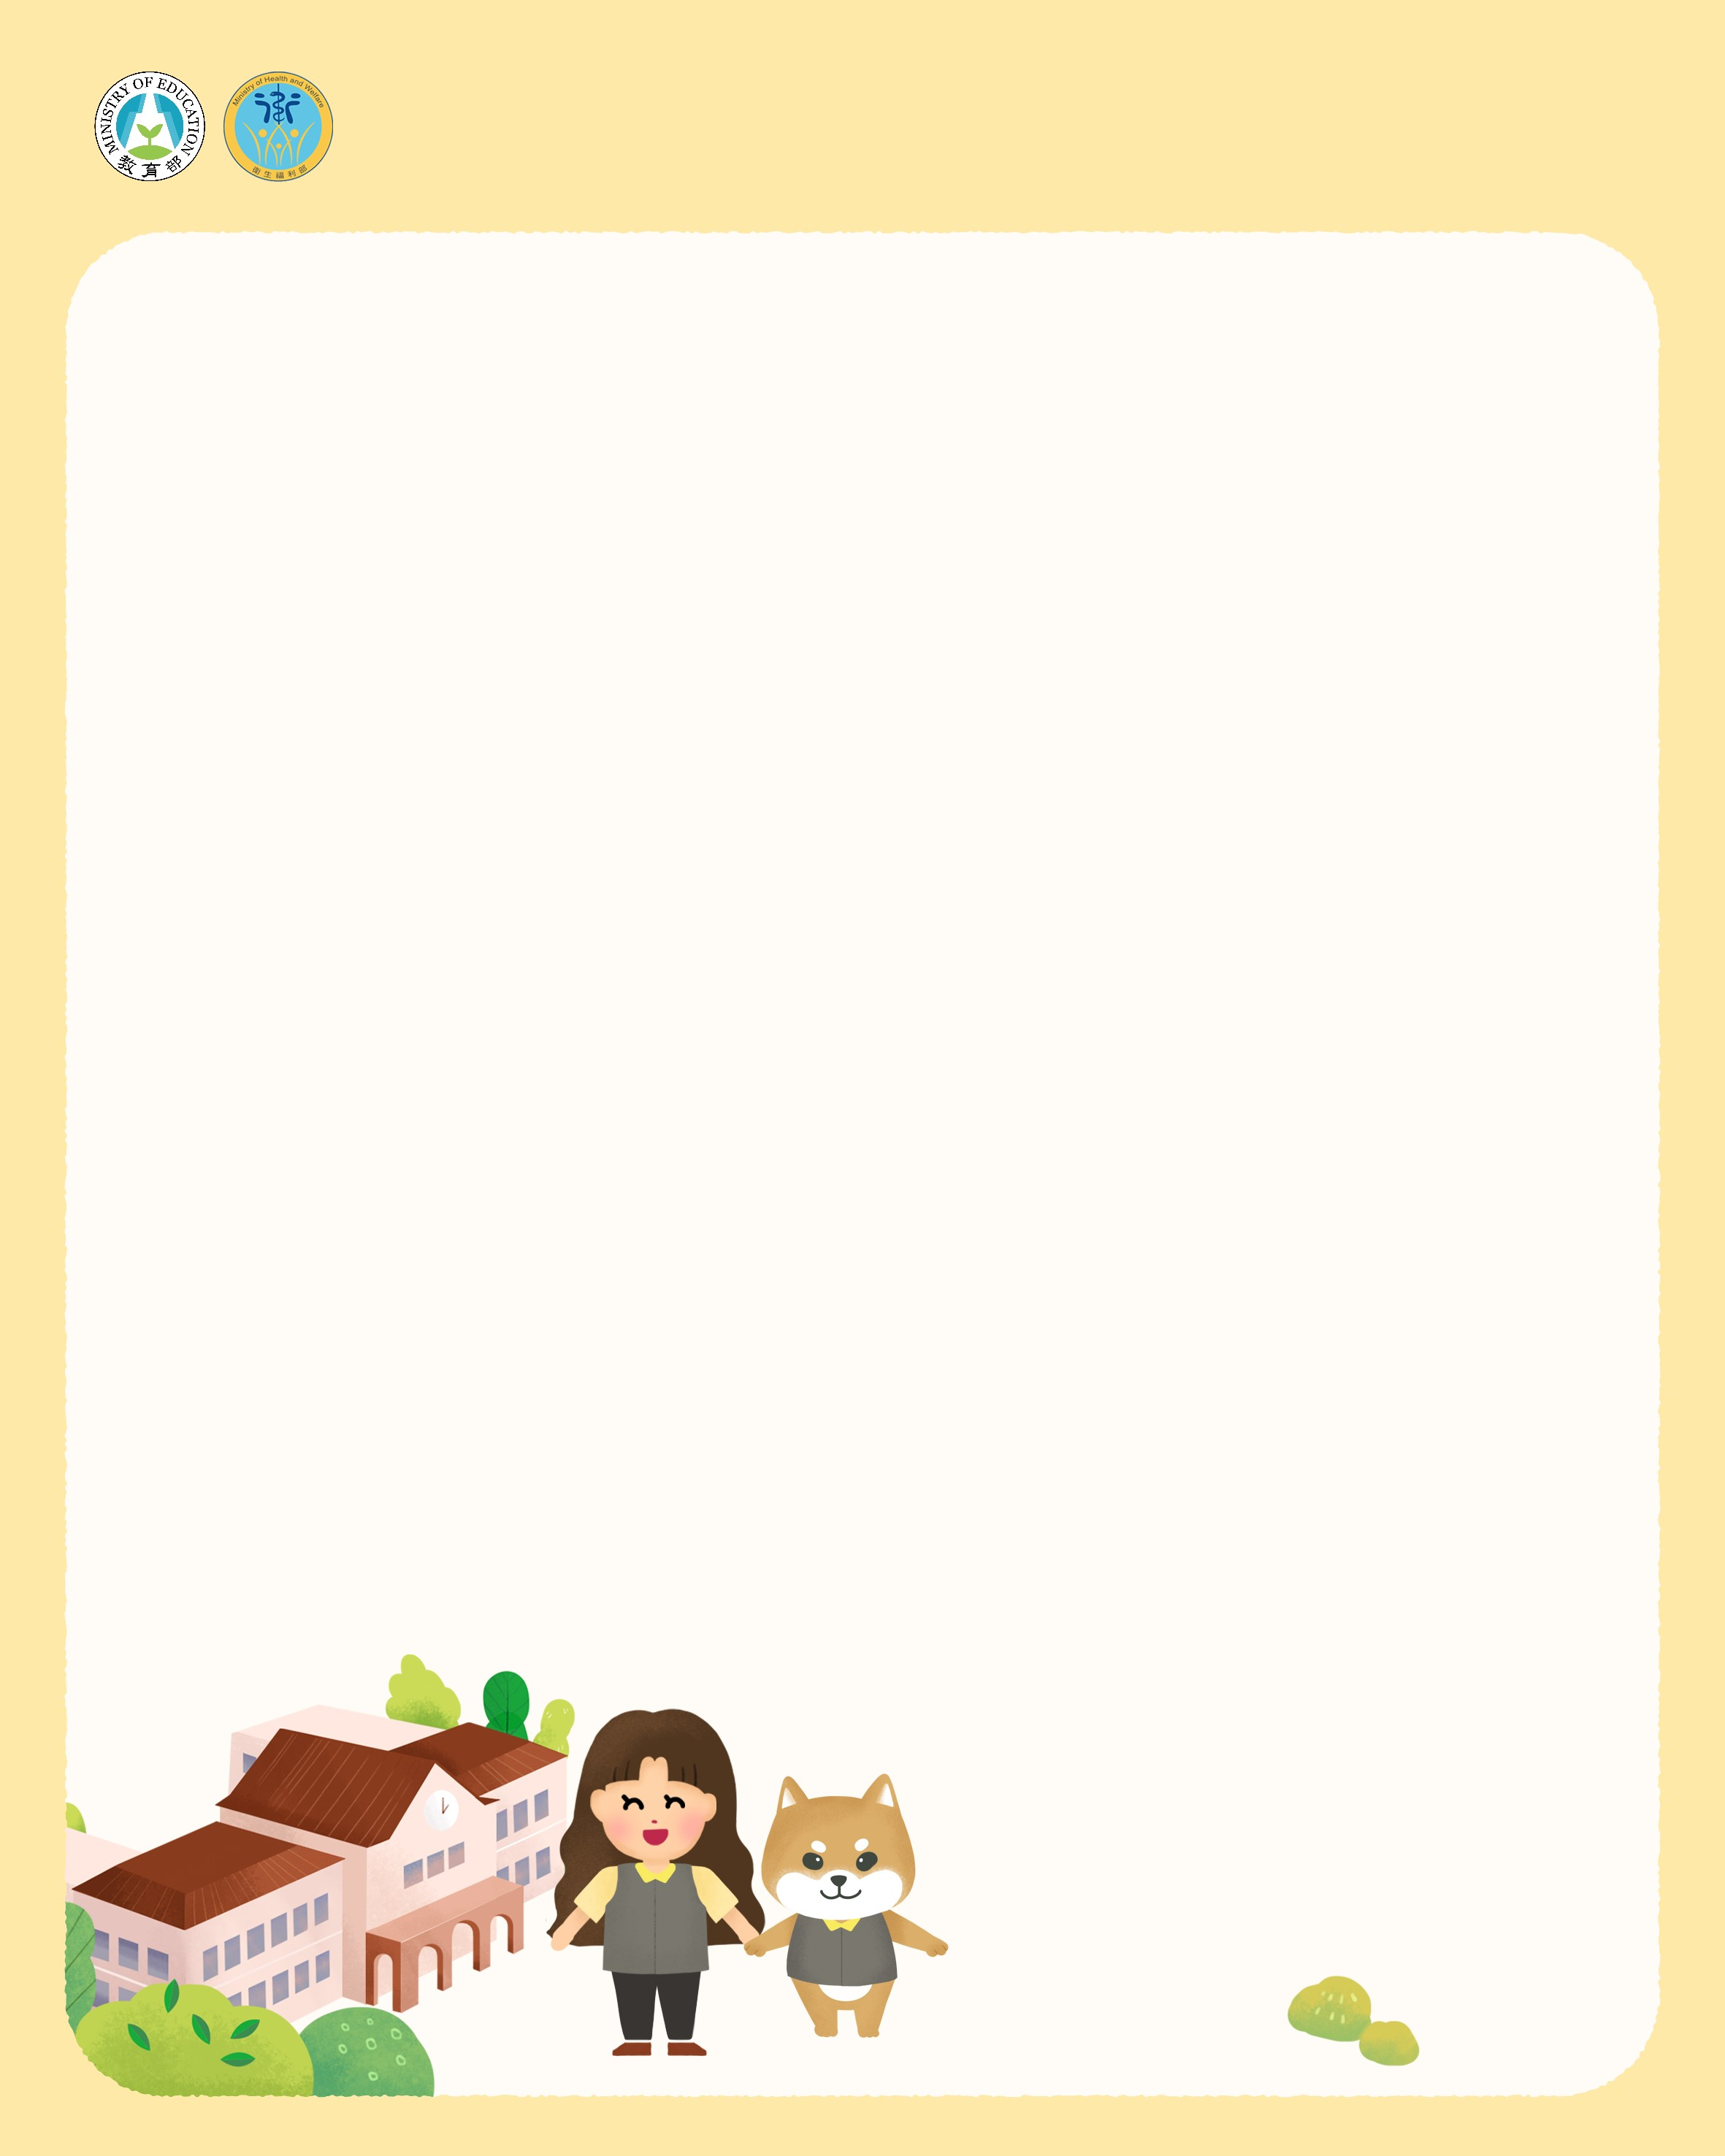 MINISTRY OF EDUCATION
教育部
Ministry of Health and Welfare
衛生福利部